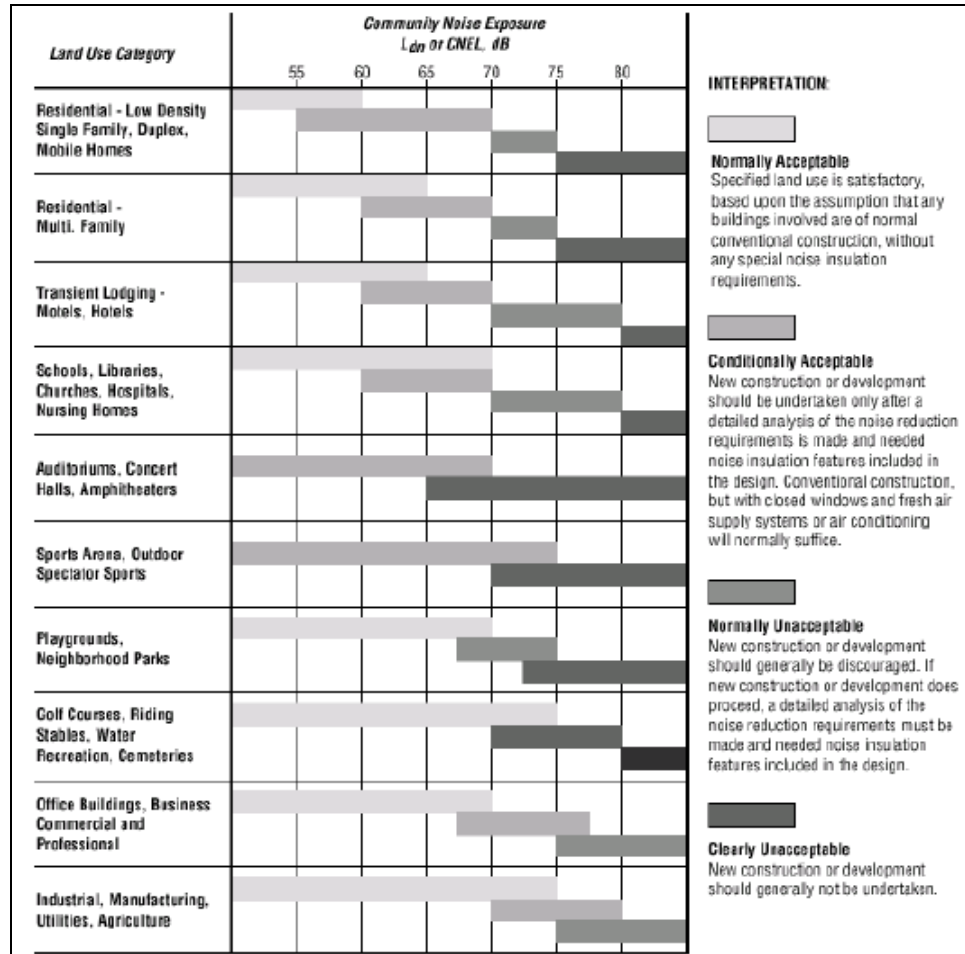 Community Noise Exposure
Land Use Category
Ldn or CNEL, dB
55 60 65 70 75 80
Residential - Low Density
Single Family, Duplex,
Mobile Homes
Residential -
Multi. Family
Transient Lodging -
Motels, Hotels
Schools, Libraries,
Churches, Hospitals,
Nursing Homes
Auditoriums, Concert
Halls, Amphitheaters
Sports Arena, Outdoor
Spectator Sports
Playgrounds,
Neighborhood Parks
Golf Courses, Riding
Stables, Water
Recreation, Cemeteries
Office Buildings, Business
Commercial and
Professional
Industrial, Manufacturing,
Utilities, Agriculture
INTERPRETATION:
Normally Acceptable
Specified land use is satisfactory,
based upon the assumption that any
buildings involved are of normal
conventional construction, without
any special noise insulation
requirements.
Conditionally Acceptable
New construction or development
should be undertaken only after a
detailed analysis of the noise reduction
requirements is made and needed
noise insulation features included in
the design. Conventional construction,
but with closed windows and fresh air
supply systems or air conditioning
will normally suffice.
Normally Unacceptable
New construction or development
should generally be discouraged. If
new construction or development does
proceed, a detailed analysis of the
noise reduction requirements must be
made and needed noise insulation
features included in the design.
Clearly Unacceptable
New construction or development
should generally not be undertaken.